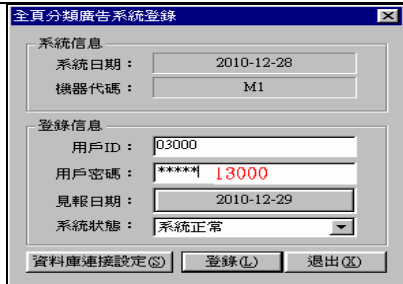 全頁分類廣告系統登錄
系統信息
系統日期： 2010-12-28
機器代碼： M1
登錄信息
用戶ID： 03000
用戶密碼： ***** 13000
見報日期： 2010-12-29
系統狀態： 系統正常
資料庫連接設定(S) 登錄(L) 退出(X)